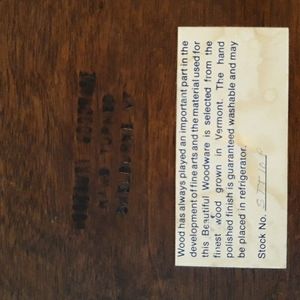 Wood has always played an important part in the
development of fine arts and the material used for
this Beautiful Woodware is selected from the
finest wood grown in Vermont. The hand
polished finish is guaranteed washable and may
be placed in refrigerator.
Stock No.